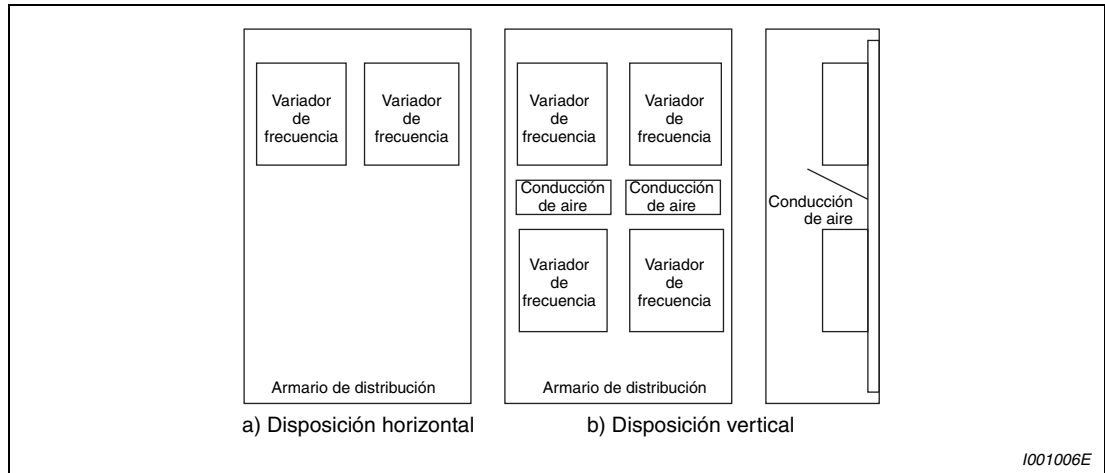 Variador
de
frecuencia
Variador
de
frecuencia
Armario de distribución
a) Disposición horizontal
Variador
de
frecuencia
Variador
de
frecuencia
Conducción
de aire
Conducción
de aire
Variador
de
frecuencia
Variador
de
frecuencia
Armario de distribución
Conducción
de aire
b) Disposición vertical
I001006E